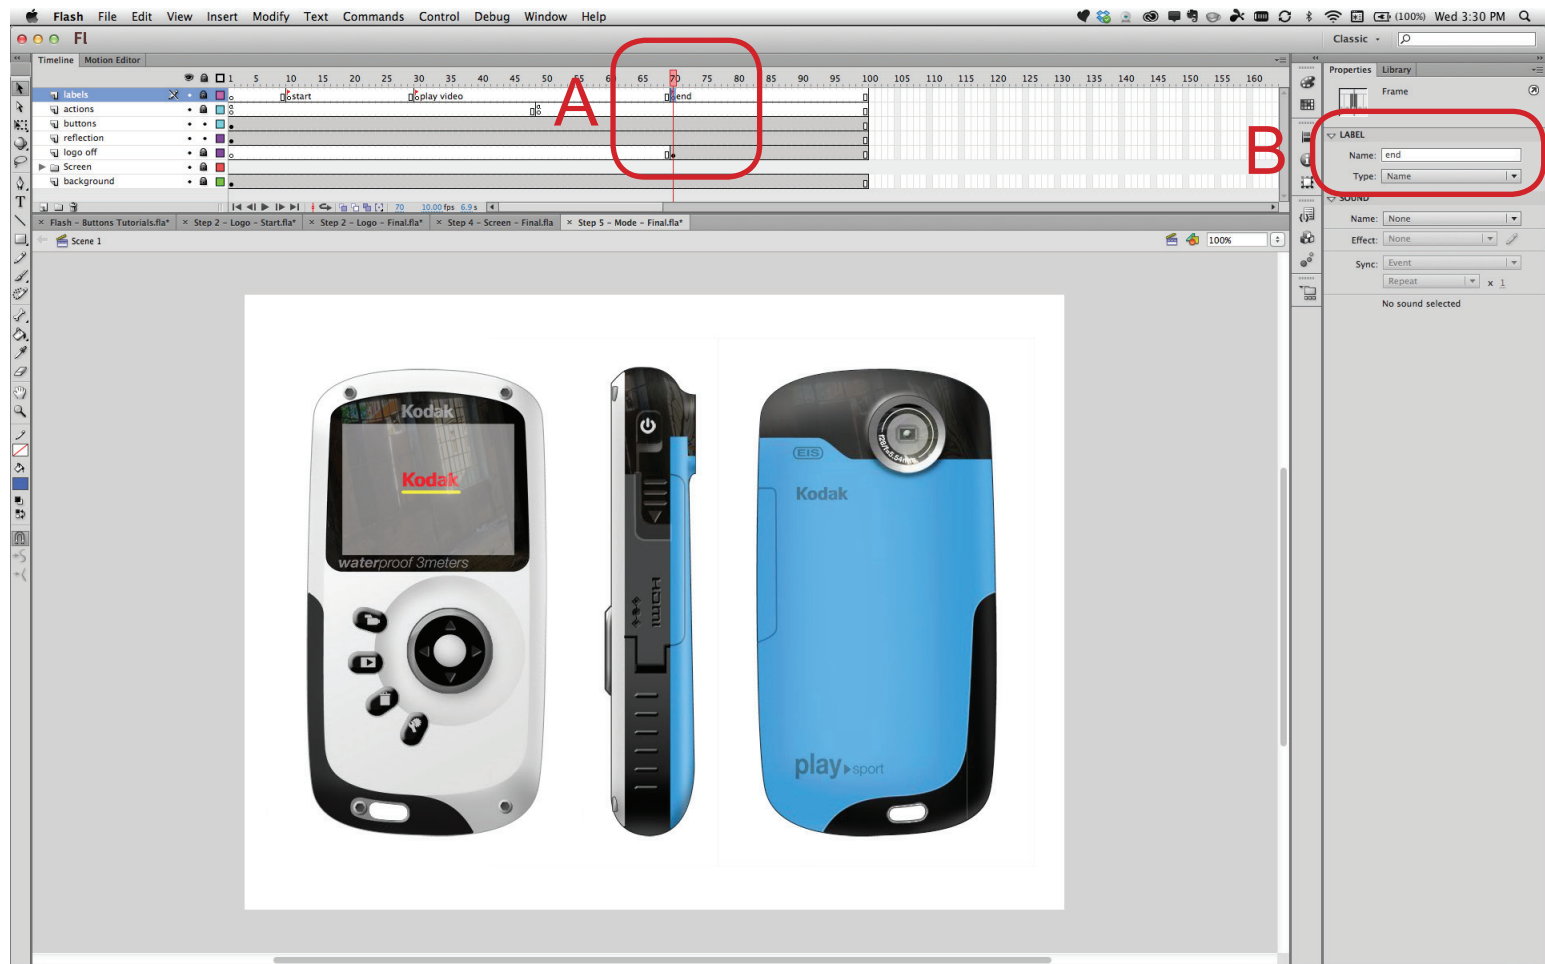 Flash File Edit View Insert Modify Text Commands Control Debug Window Help (100%) Wed 3:30 PM
Fl Classic
Timeline Motion Editor
1 5 10 15 20 25 30 35 40 45 50 55 60 65 70 75 80 85 90 95 100 105 110 115 120 125 130 135 140 145 150 155 160
labels start play video end
actions
buttons
reflection
logo off
Screen
background
70 10.00 fps 6.9 s
A
Flash - Buttons Tutorials.fla* Step 2 - Logo - Start.fla* Step 2 - Logo - Final.fla* Step 4 - Screen - Final.fla Step 5 - Mode - Final.fla*
Scene 1 100%
Properties Library
Frame
B
LABEL
Name: end
Type: Name
SOUND
Name: None
Effect: None
Sync: Event
Repeat x 1
No sound selected
T
Kodak
Kodak
waterproof 3meters
HDMI
EIS
f28/f=5.54mm
Kodak
play sport